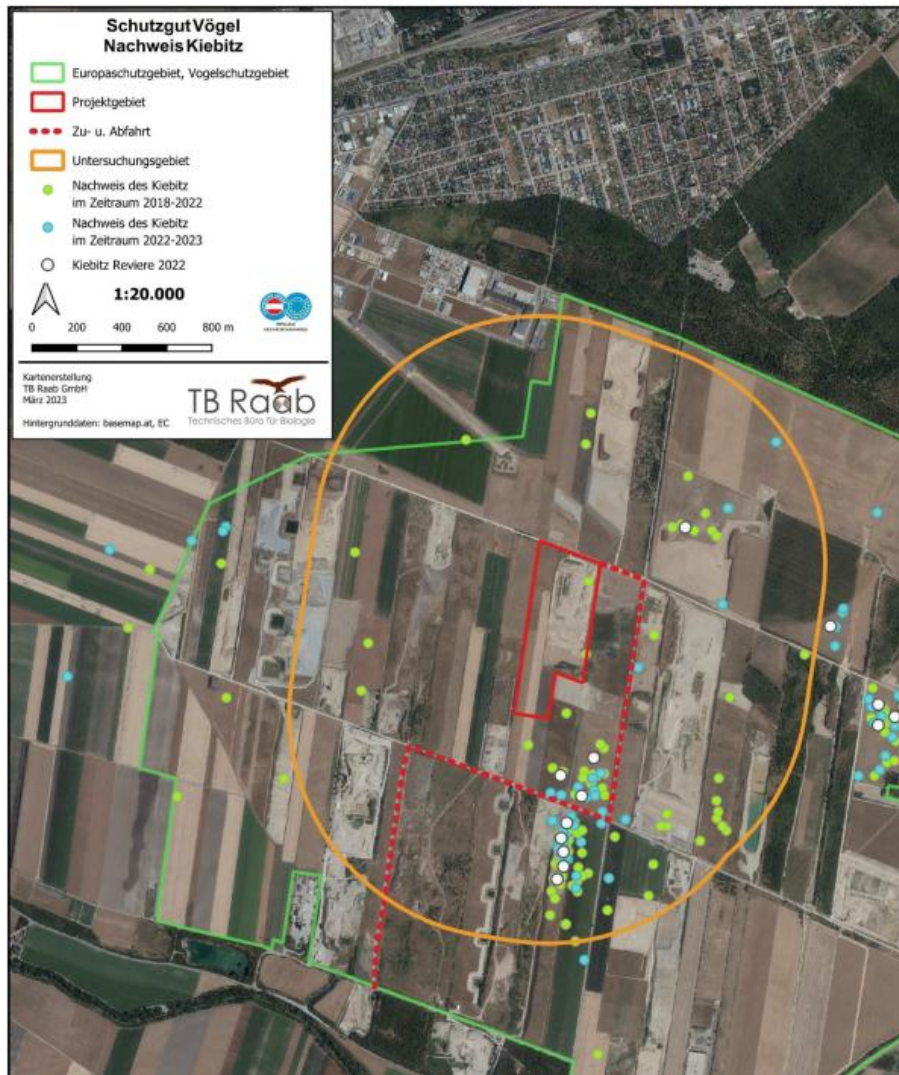 Schutzgut Vögel
Nachweis Kiebitz
Europaschutzgebiet, Vogelschutzgebiet
Projektgebiet
Zu- u. Abfahrt
Untersuchungsgebiet
Nachweis des Kiebitz
im Zeitraum 2018-2022
Nachweis des Kiebitz
im Zeitraum 2022-2023
Kiebitz Reviere 2022
1:20.000
0 200 400 600 800 m
Kartenerstellung
TB Raab GmbH
März 2023
TB Raab
Technisches Büro für Biologie
Hintergrunddaten: basemap.at, EC